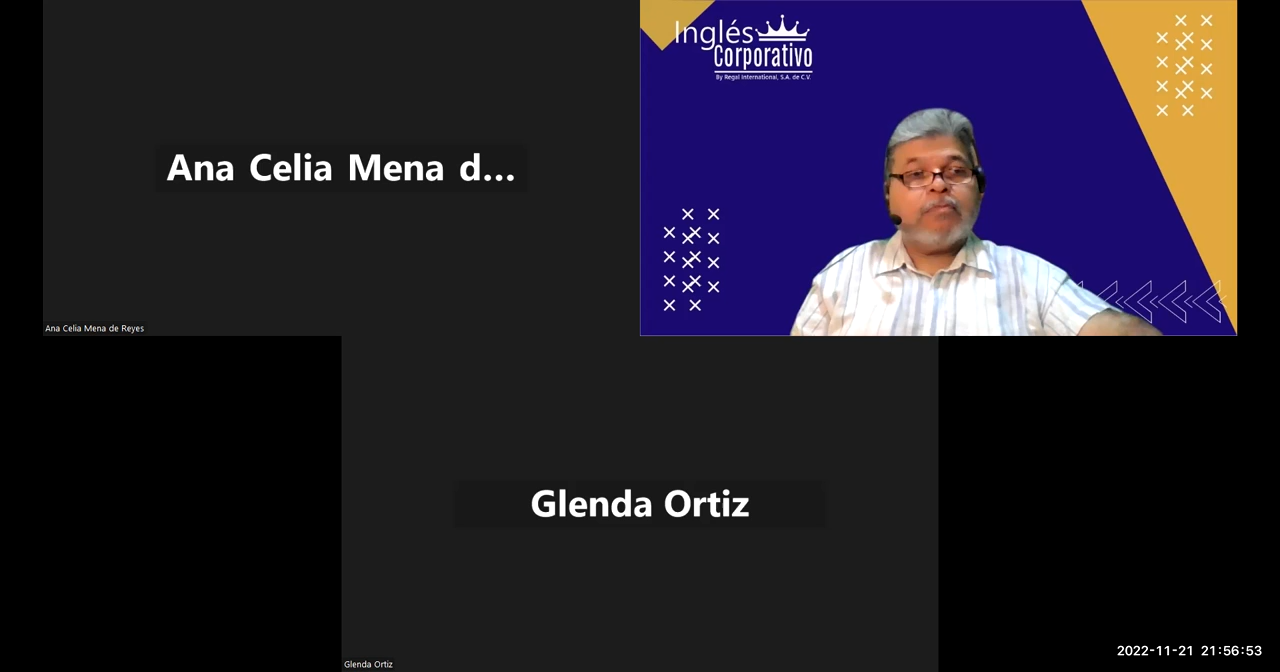 Ana Celia Mena d...
Ana Celia Mena de Reyes
Inglés
Corporativo
By Regal International, S.A. de C.V.
Glenda Ortiz
Glenda Ortiz
2022-11-21 21:56:53